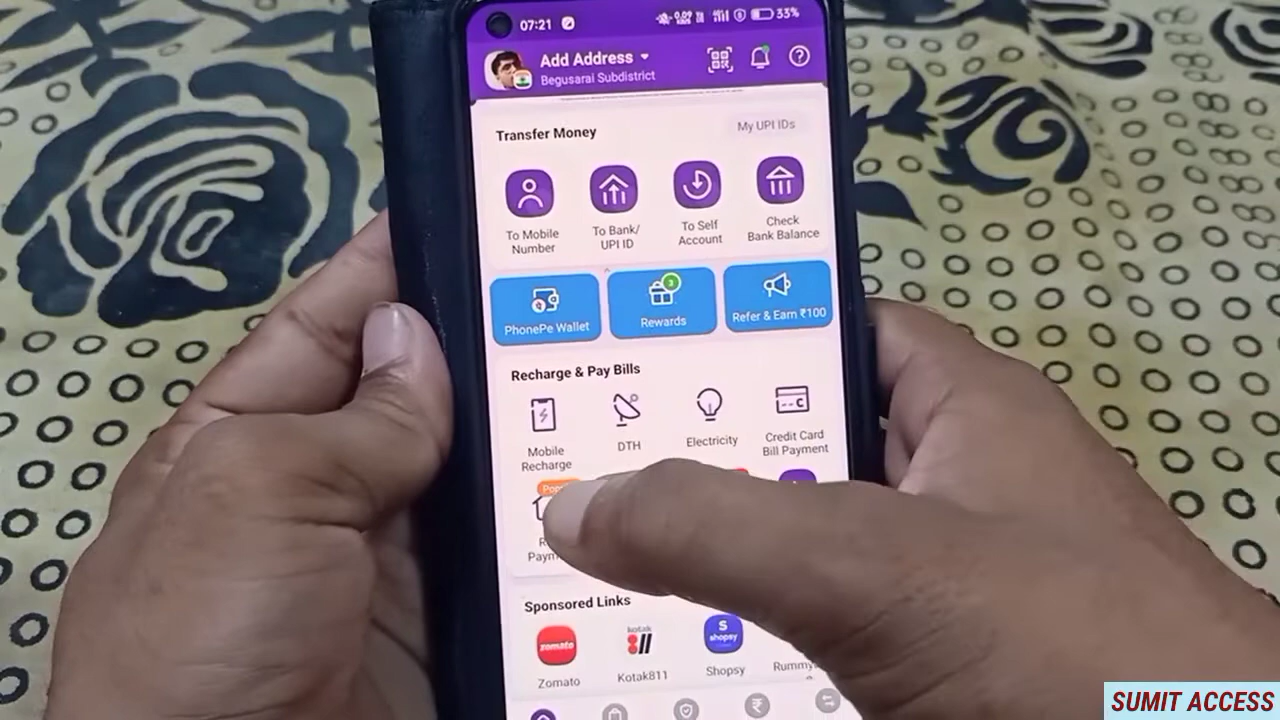 07:21
33%
Add Address
Begusarai Subdistrict
Transfer Money
My UPI IDs
To Mobile
Number
To Bank/
UPI ID
To Self
Account
Check
Bank Balance
PhonePe Wallet
3
Rewards
Refer & Earn ₹100
Recharge & Pay Bills
Mobile
Recharge
DTH
Electricity
Credit Card
Bill Payment
Sponsored Links
zomato
Zomato
kotak
811
Kotak811
S
shopsy
Shopsy
SUMIT ACCESS